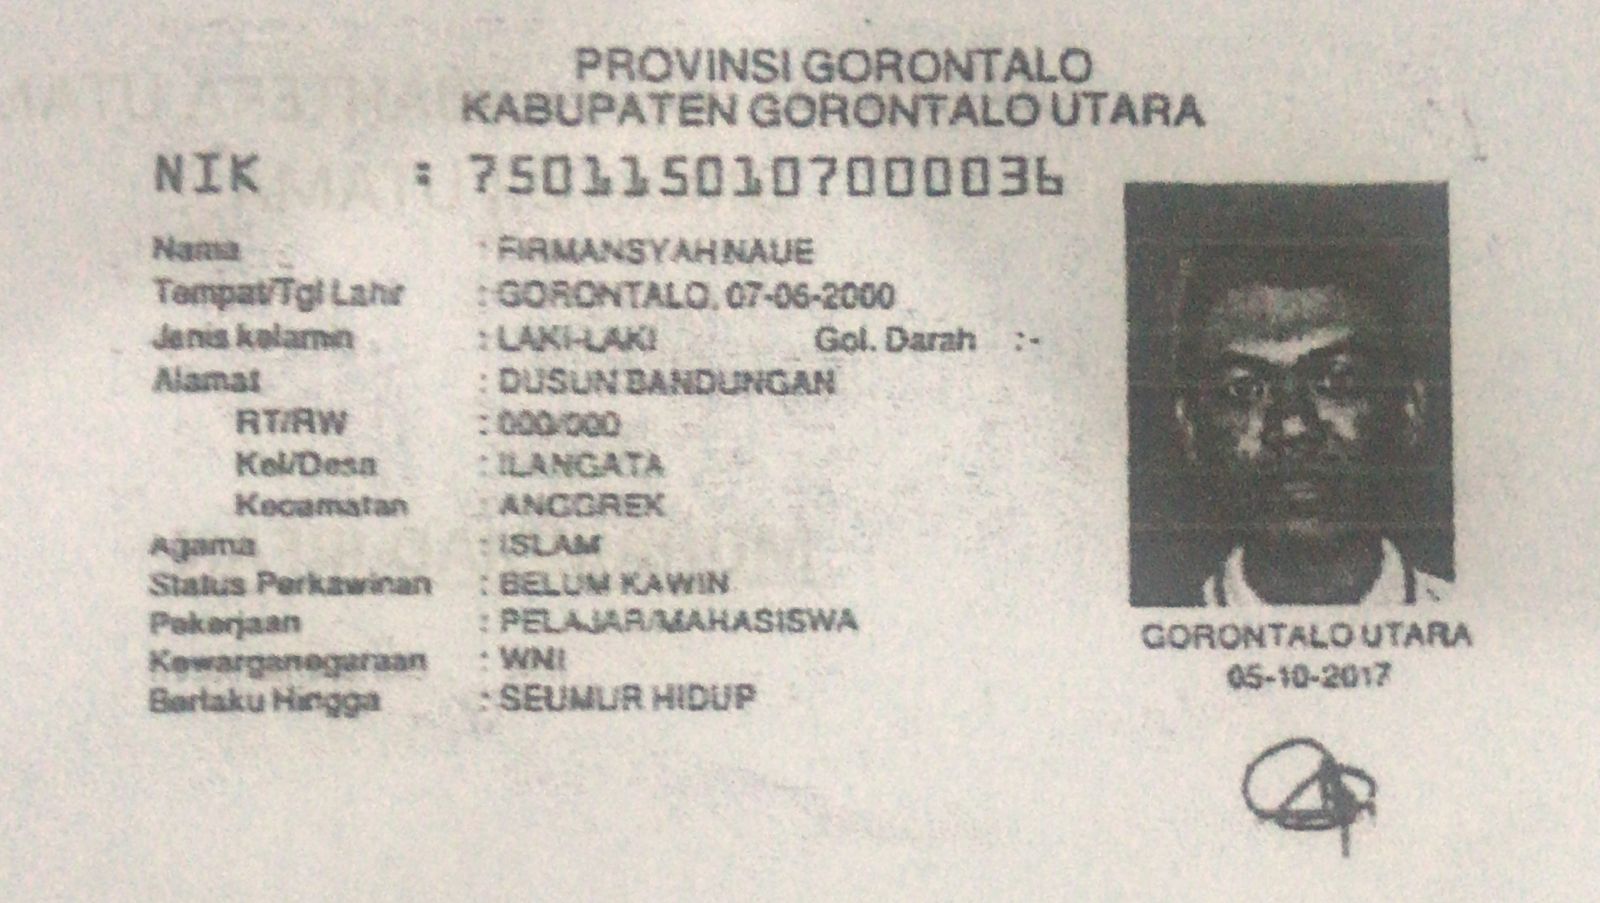 PROVINSI GORONTALO
KABUPATEN GORONTALO UTARA
NIK : 7501150107000036
Nama : FIRMANSYAH NAUE
Tempat/Tgl Lahir : GORONTALO, 07-06-2000
Jenis kelamin : LAKI-LAKI Gol. Darah :-
Alamat : DUSUN BANDUNGAN
RT/RW : 000/000
Kel/Desa : ILANGATA
Kecamatan : ANGGREK
Agama : ISLAM
Status Perkawinan : BELUM KAWIN
Pekerjaan : PELAJAR/MAHASISWA
Kewarganegaraan : WNI
Berlaku Hingga : SEUMUR HIDUP
GORONTALO UTARA
05-10-2017